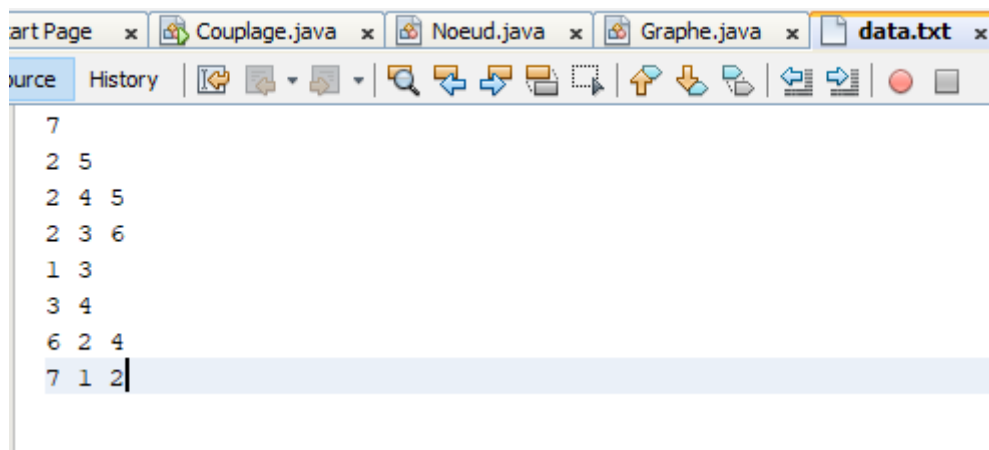 art Page Couplage.java Noeud.java Graphe.java data.txt
ource History
7
2 5
2 4 5
2 3 6
1 3
3 4
6 2 4
7 1 2